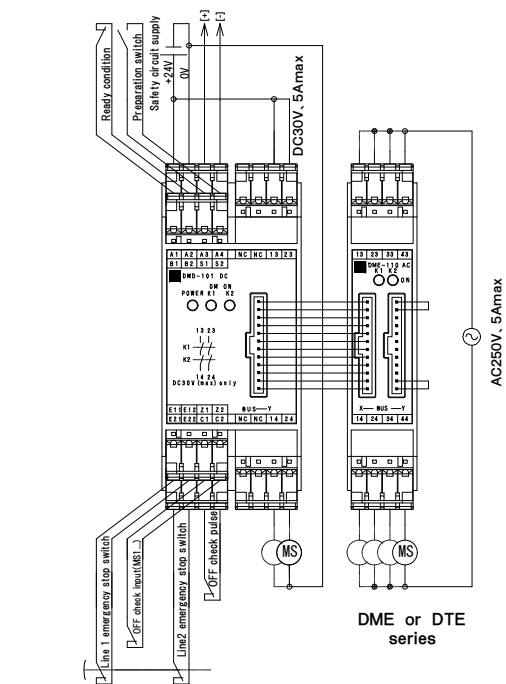 Ready condition
Preparation switch
Safety circuit supply
+24V
0V
[+]
[-]
DC30V、5Amax
A1 A2 A3 A4 NC NC 13 23
B1 B2 S1 S2
DMD-101 DC
DM ON
POWER K1 K2
13 23
K1
K2
14 24
DC30V(max)only
E11 E12 Z1 Z2 BUS—Y
E21 E22 C1 C2 NC NC 14 24
13 23 33 43
DME-110 AC
K1 K2
ON
X— BUS —Y
14 24 34 44
AC250V、5Amax
Line 1 emergency stop switch
OFF check input(MS1_)
Line2 emergency stop switch
OFF check pulse
MS
MS
DME or DTE
series